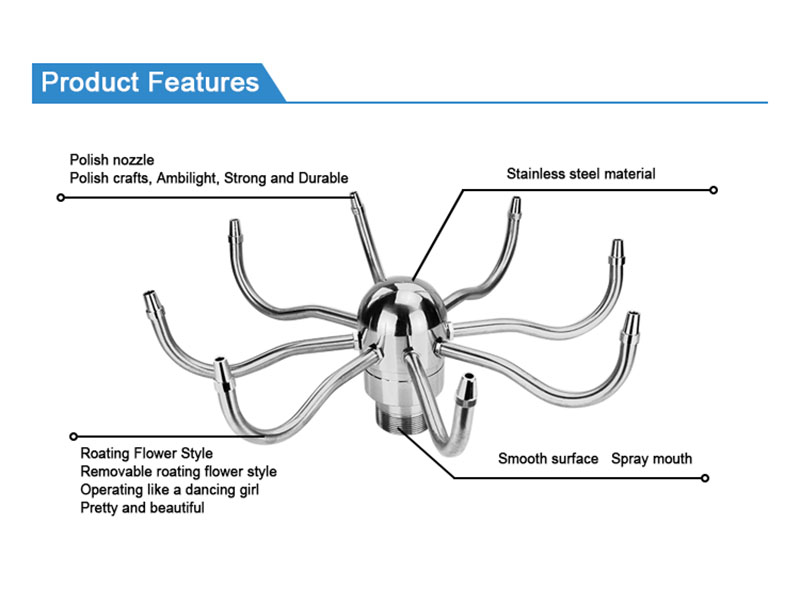 Product Features
Polish nozzle
Polish crafts, Ambilight, Strong and Durable
Stainless steel material
Roating Flower Style
Removable roating flower style
Operating like a dancing girl
Pretty and beautiful
Smooth surface Spray mouth